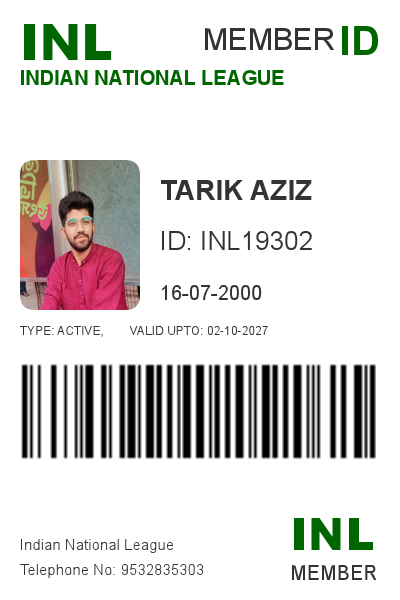 INL MEMBER ID
INDIAN NATIONAL LEAGUE
TARIK AZIZ
ID: INL19302
16-07-2000
TYPE: ACTIVE, VALID UPTO: 02-10-2027
INL
MEMBER
Indian National League
Telephone No: 9532835303